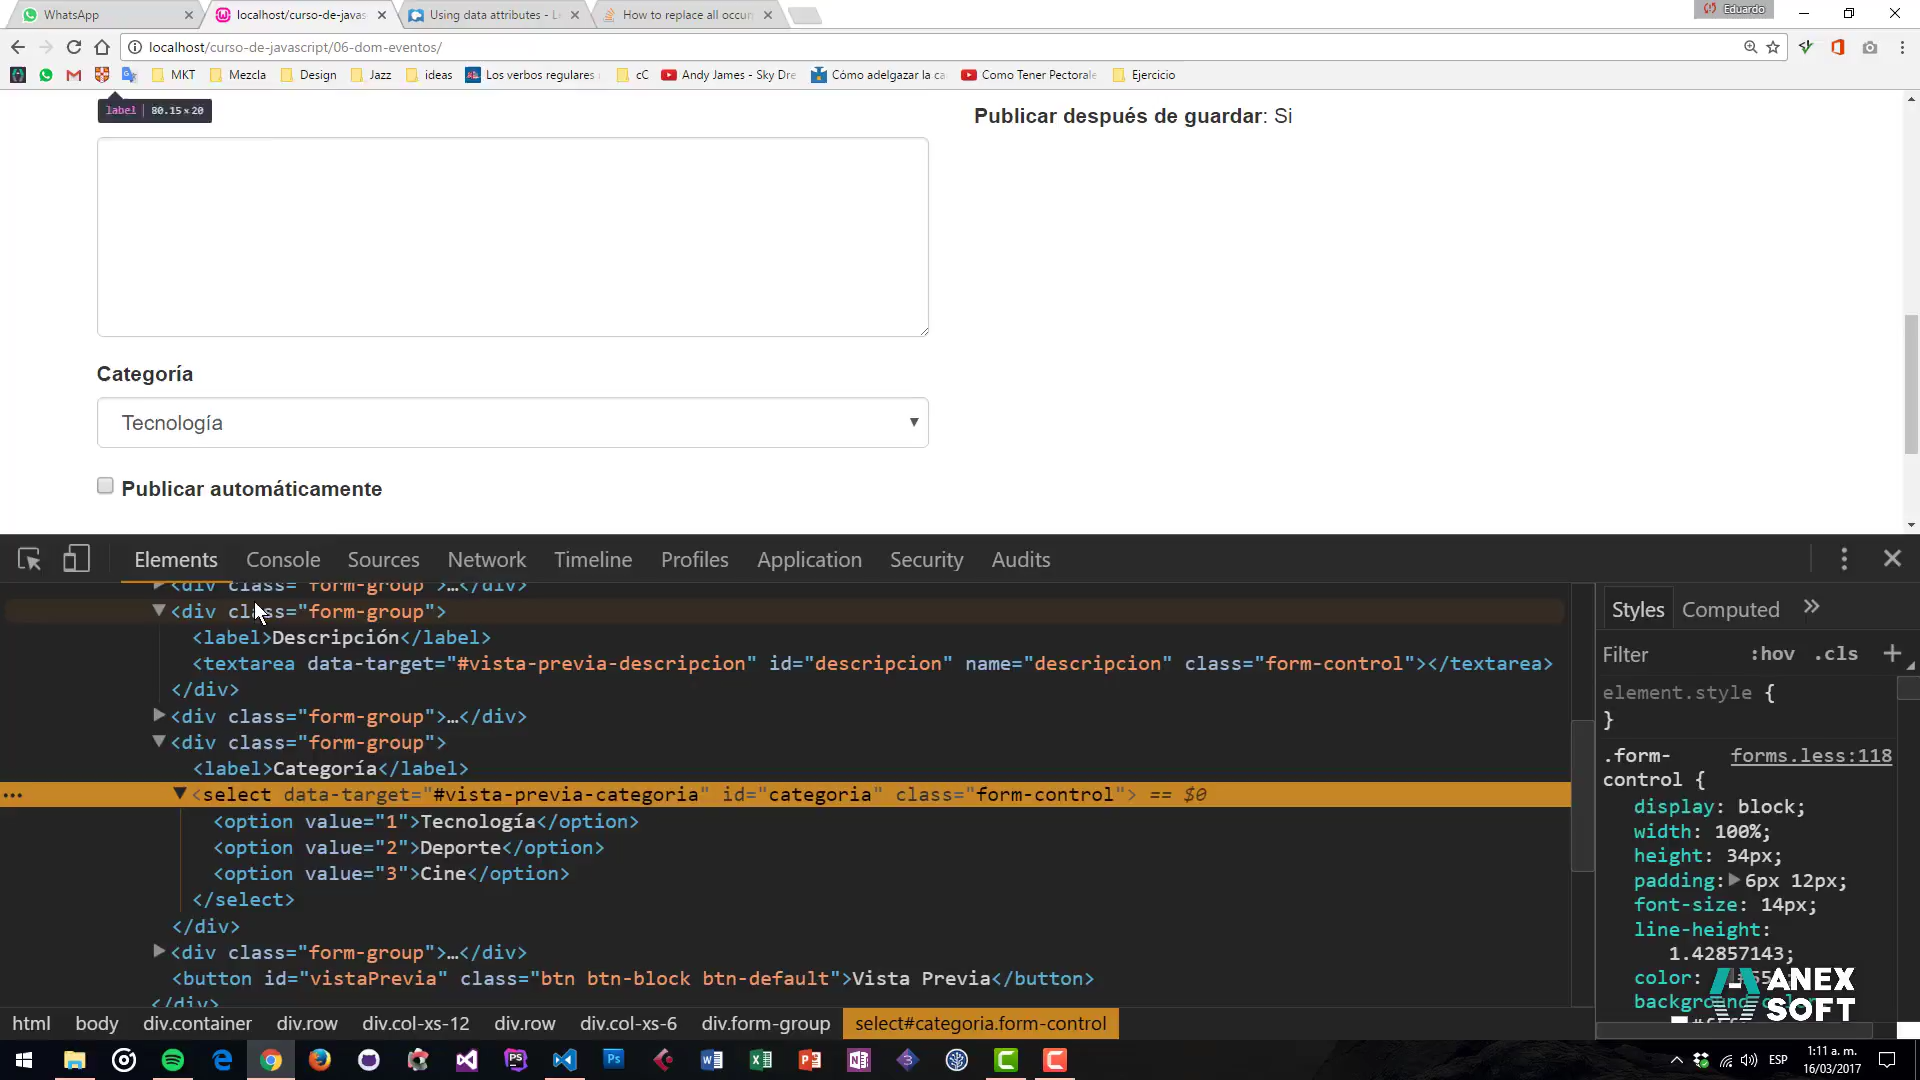 WhatsApp
localhost/curso-de-javas
Using data attributes - Le
How to replace all occurr
Eduardo
localhost/curso-de-javascript/06-dom-eventos/
MKT
Mezcla
Design
Jazz
ideas
Los verbos regulares
cC
Andy James - Sky Dre
Cómo adelgazar la ca
Como Tener Pectorale
Ejercicio
label | 80.15×20
Publicar después de guardar: Si
Categoría
Tecnología
Publicar automáticamente
Elements Console Sources Network Timeline Profiles Application Security Audits
<div class="form-group">…</div>
<div class="form-group">
<label>Descripción</label>
<textarea data-target="#vista-previa-descripcion" id="descripcion" name="descripcion" class="form-control"></textarea>
</div>
<div class="form-group">…</div>
<div class="form-group">
<label>Categoría</label>
<select data-target="#vista-previa-categoria" id="categoria" class="form-control"> == $0
<option value="1">Tecnología</option>
<option value="2">Deporte</option>
<option value="3">Cine</option>
</select>
</div>
<div class="form-group">…</div>
<button id="vistaPrevia" class="btn btn-block btn-default">Vista Previa</button>
</div>
html body div.container div.row div.col-xs-12 div.row div.col-xs-6 div.form-group select#categoria.form-control
Styles Computed »
Filter :hov .cls +
element.style {
}
.form- forms.less:118
control {
display: block;
width: 100%;
height: 34px;
padding: 6px 12px;
font-size: 14px;
line-height:
1.42857143;
color:
background
ANEX
SOFT
ESP
1:11 a. m.
16/03/2017